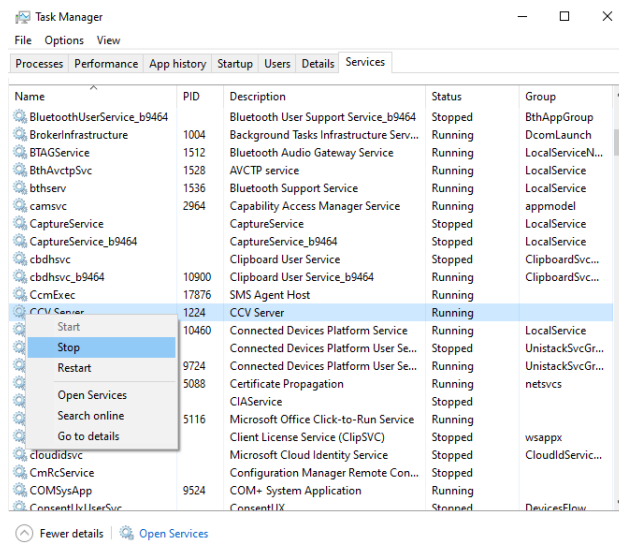 Task Manager
File Options View
Processes Performance App history Startup Users Details Services
Name PID Description Status Group
BluetoothUserService_b9464 Bluetooth User Support Service_b9464 Stopped BthAppGroup
BrokerInfrastructure 1004 Background Tasks Infrastructure Serv... Running DcomLaunch
BTAGService 1512 Bluetooth Audio Gateway Service Running LocalServiceN...
BthAvctpSvc 1528 AVCTP service Running LocalService
bthserv 1536 Bluetooth Support Service Running LocalService
camsvc 2964 Capability Access Manager Service Running appmodel
CaptureService CaptureService Stopped LocalService
CaptureService_b9464 CaptureService_b9464 Stopped LocalService
cbdhsvc Clipboard User Service Stopped ClipboardSvc...
cbdhsvc_b9464 10900 Clipboard User Service_b9464 Running ClipboardSvc...
CcmExec 17876 SMS Agent Host Running
CCV Server 1224 CCV Server Running
Start 10460 Connected Devices Platform Service Running LocalService
Stop Connected Devices Platform User Se... Stopped UnistackSvcGr...
Restart 9724 Connected Devices Platform User Se... Running UnistackSvcGr...
5088 Certificate Propagation Running netsvcs
Open Services CIAService Stopped
Search online 5116 Microsoft Office Click-to-Run Service Running
Go to details Client License Service (ClipSVC) Stopped wsappx
cloudidsvc Microsoft Cloud Identity Service Stopped CloudIdServic...
CmRcService Configuration Manager Remote Con... Stopped
COMSysApp 9524 COM+ System Application Running
ConsentUxUserSvc ConsentUX Stopped DevicesFlow
Fewer details Open Services